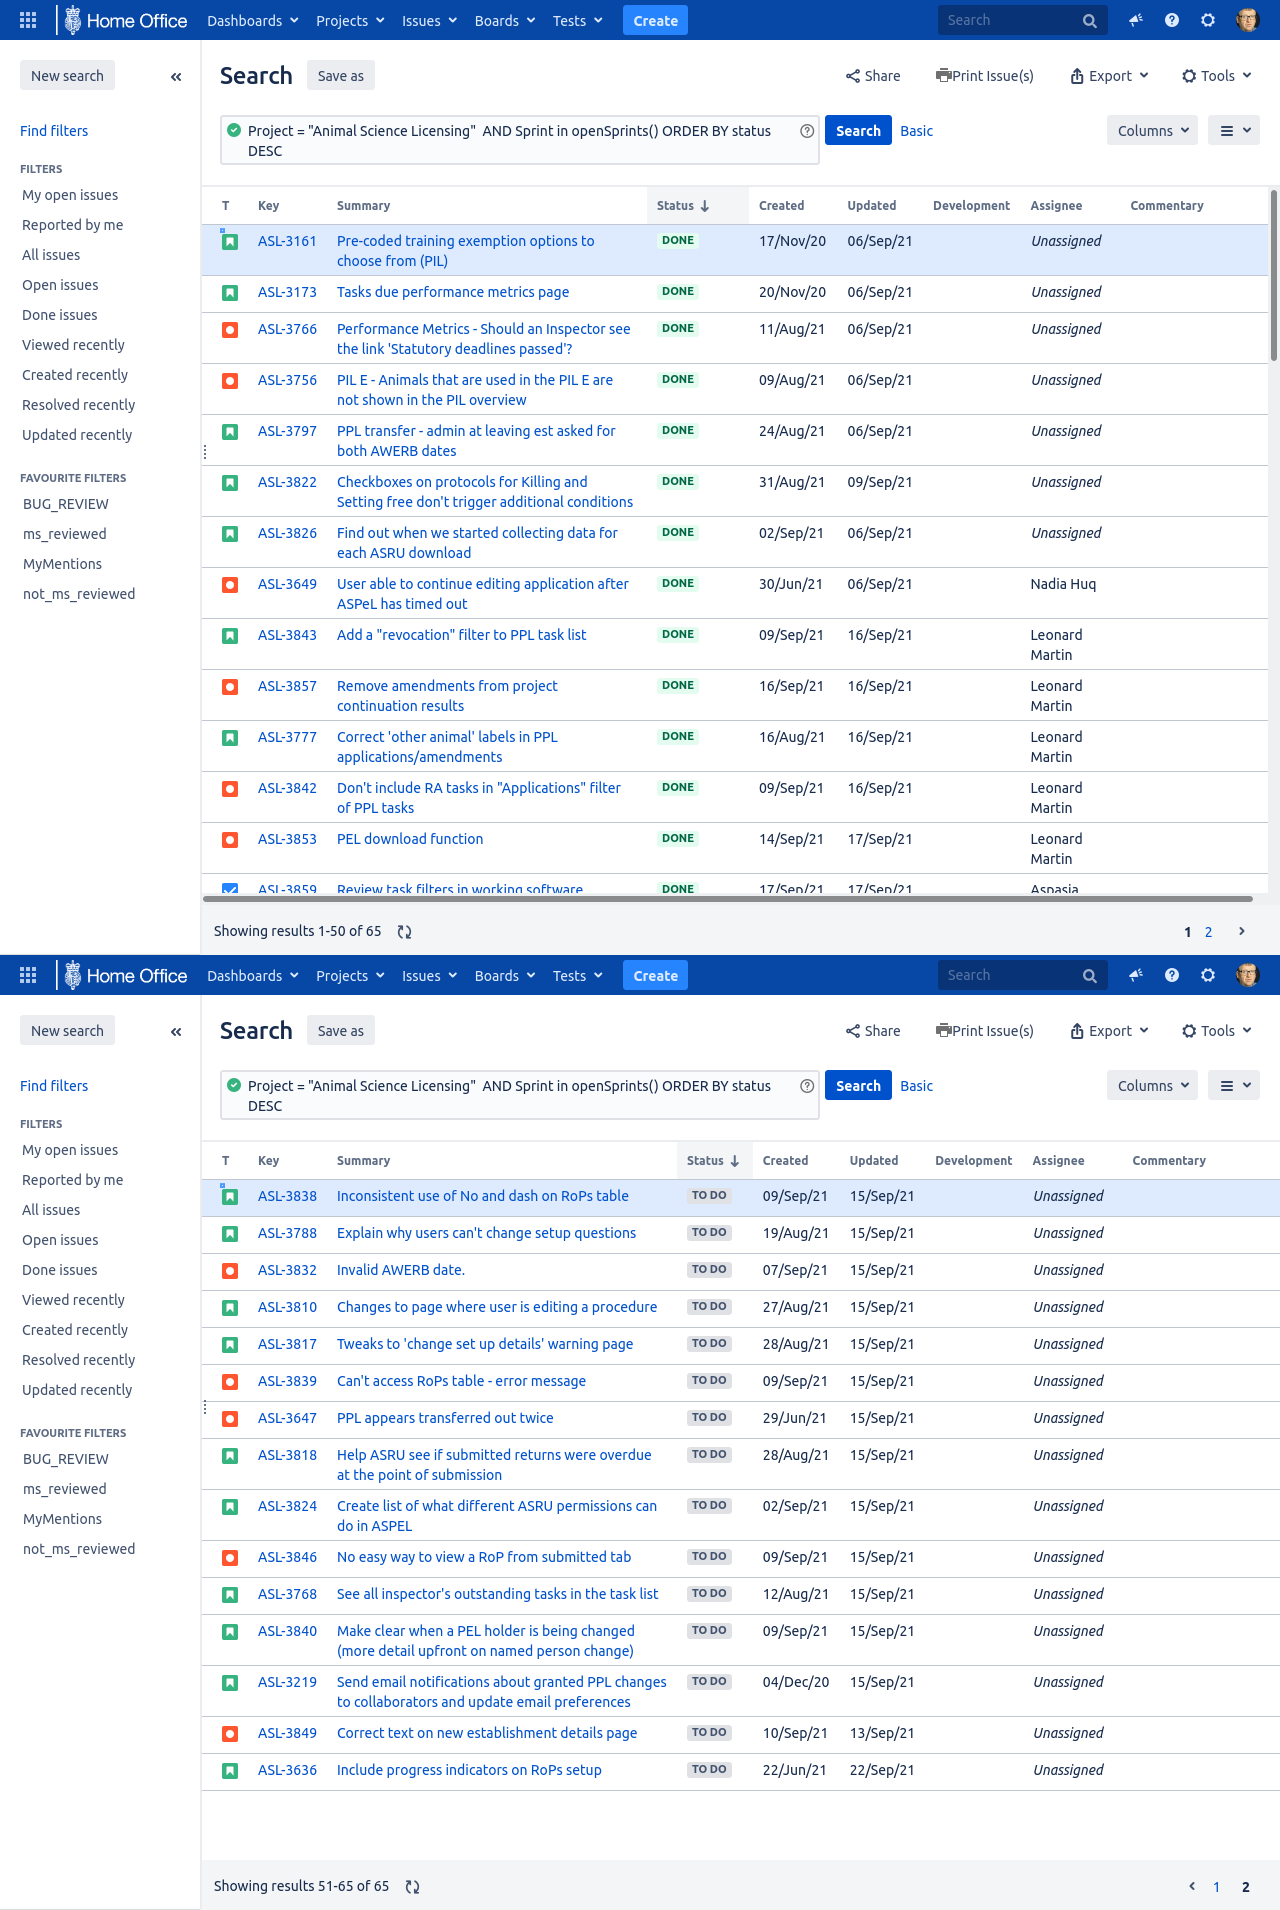 Home Office Dashboards Projects Issues Boards Tests Create Search
New search Search Save as Share Print Issue(s) Export Tools
Find filters Project = "Animal Science Licensing"  AND Sprint in openSprints() ORDER BY status Search Basic Columns
DESC
FILTERS
My open issues
Reported by me
All issues
Open issues
Done issues
Viewed recently
Created recently
Resolved recently
Updated recently
FAVOURITE FILTERS
BUG_REVIEW
ms_reviewed
MyMentions
not_ms_reviewed
T Key Summary Status Created Updated Development Assignee Commentary
ASL-3161 Pre-coded training exemption options to DONE 17/Nov/20 06/Sep/21 Unassigned
choose from (PIL)
ASL-3173 Tasks due performance metrics page DONE 20/Nov/20 06/Sep/21 Unassigned
ASL-3766 Performance Metrics - Should an Inspector see DONE 11/Aug/21 06/Sep/21 Unassigned
the link 'Statutory deadlines passed'?
ASL-3756 PIL E - Animals that are used in the PIL E are DONE 09/Aug/21 06/Sep/21 Unassigned
not shown in the PIL overview
ASL-3797 PPL transfer - admin at leaving est asked for DONE 24/Aug/21 06/Sep/21 Unassigned
both AWERB dates
ASL-3822 Checkboxes on protocols for Killing and DONE 31/Aug/21 09/Sep/21 Unassigned
Setting free don't trigger additional conditions
ASL-3826 Find out when we started collecting data for DONE 02/Sep/21 06/Sep/21 Unassigned
each ASRU download
ASL-3649 User able to continue editing application after DONE 30/Jun/21 06/Sep/21 Nadia Huq
ASPeL has timed out
ASL-3843 Add a "revocation" filter to PPL task list DONE 09/Sep/21 16/Sep/21 Leonard
Martin
ASL-3857 Remove amendments from project DONE 16/Sep/21 16/Sep/21 Leonard
continuation results Martin
ASL-3777 Correct 'other animal' labels in PPL DONE 16/Aug/21 16/Sep/21 Leonard
applications/amendments Martin
ASL-3842 Don't include RA tasks in "Applications" filter DONE 09/Sep/21 16/Sep/21 Leonard
of PPL tasks Martin
ASL-3853 PEL download function DONE 14/Sep/21 17/Sep/21 Leonard
Martin
ASL-3859 Review task filters in working software DONE 17/Sep/21 17/Sep/21 Aspasia
Showing results 1-50 of 65 1 2
Home Office Dashboards Projects Issues Boards Tests Create Search
New search Search Save as Share Print Issue(s) Export Tools
Find filters Project = "Animal Science Licensing"  AND Sprint in openSprints() ORDER BY status Search Basic Columns
DESC
FILTERS
My open issues
Reported by me
All issues
Open issues
Done issues
Viewed recently
Created recently
Resolved recently
Updated recently
FAVOURITE FILTERS
BUG_REVIEW
ms_reviewed
MyMentions
not_ms_reviewed
T Key Summary Status Created Updated Development Assignee Commentary
ASL-3838 Inconsistent use of No and dash on RoPs table TO DO 09/Sep/21 15/Sep/21 Unassigned
ASL-3788 Explain why users can't change setup questions TO DO 19/Aug/21 15/Sep/21 Unassigned
ASL-3832 Invalid AWERB date. TO DO 07/Sep/21 15/Sep/21 Unassigned
ASL-3810 Changes to page where user is editing a procedure TO DO 27/Aug/21 15/Sep/21 Unassigned
ASL-3817 Tweaks to 'change set up details' warning page TO DO 28/Aug/21 15/Sep/21 Unassigned
ASL-3839 Can't access RoPs table - error message TO DO 09/Sep/21 15/Sep/21 Unassigned
ASL-3647 PPL appears transferred out twice TO DO 29/Jun/21 15/Sep/21 Unassigned
ASL-3818 Help ASRU see if submitted returns were overdue TO DO 28/Aug/21 15/Sep/21 Unassigned
at the point of submission
ASL-3824 Create list of what different ASRU permissions can TO DO 02/Sep/21 15/Sep/21 Unassigned
do in ASPEL
ASL-3846 No easy way to view a RoP from submitted tab TO DO 09/Sep/21 15/Sep/21 Unassigned
ASL-3768 See all inspector's outstanding tasks in the task list TO DO 12/Aug/21 15/Sep/21 Unassigned
ASL-3840 Make clear when a PEL holder is being changed TO DO 09/Sep/21 15/Sep/21 Unassigned
(more detail upfront on named person change)
ASL-3219 Send email notifications about granted PPL changes TO DO 04/Dec/20 15/Sep/21 Unassigned
to collaborators and update email preferences
ASL-3849 Correct text on new establishment details page TO DO 10/Sep/21 13/Sep/21 Unassigned
ASL-3636 Include progress indicators on RoPs setup TO DO 22/Jun/21 22/Sep/21 Unassigned
Showing results 51-65 of 65 1 2